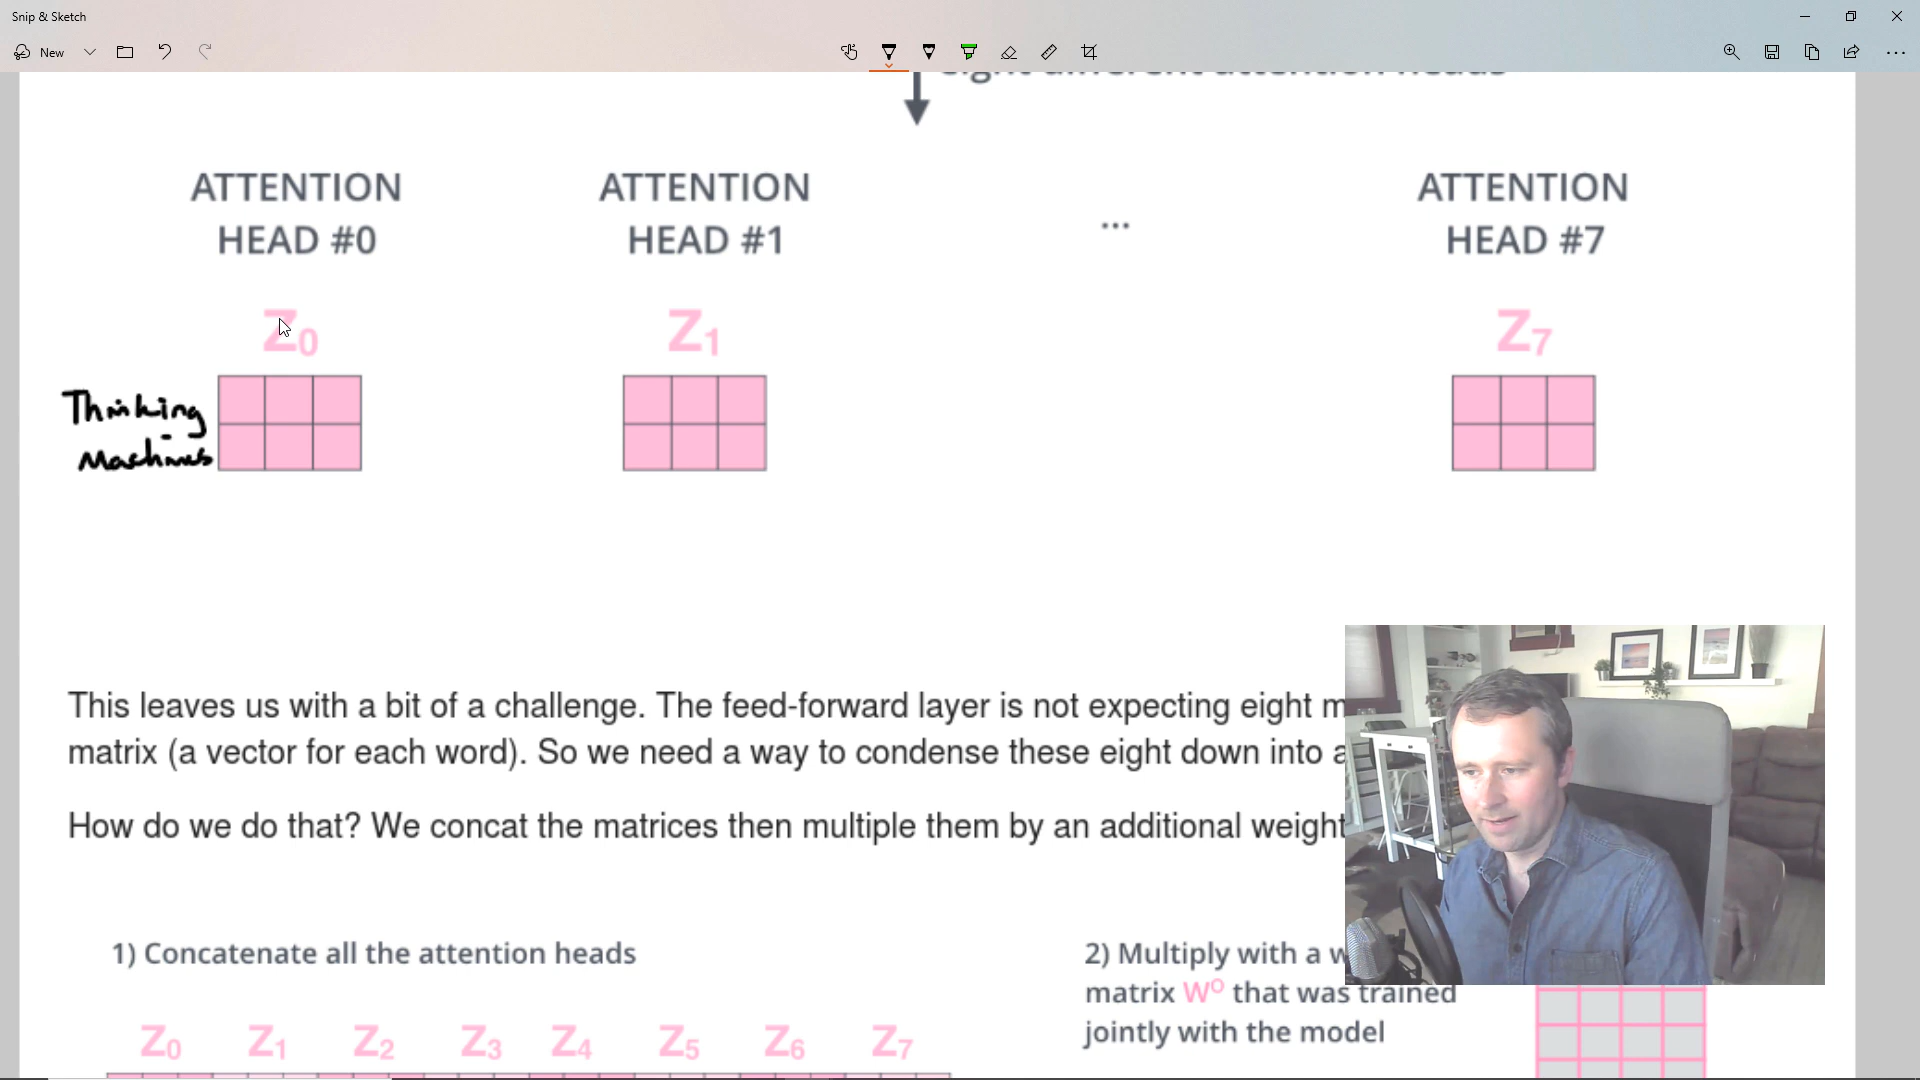 Snip & Sketch
New
eight different attention heads
ATTENTION HEAD #0
ATTENTION HEAD #1
...
ATTENTION HEAD #7
Z0
Z1
Z7
Thinking
Machines
This leaves us with a bit of a challenge. The feed-forward layer is not expecting eight m
matrix (a vector for each word). So we need a way to condense these eight down into a
How do we do that? We concat the matrices then multiple them by an additional weight
1) Concatenate all the attention heads
2) Multiply with a w
matrix Wᴼ that was trained
jointly with the model
Z0 Z1 Z2 Z3 Z4 Z5 Z6 Z7